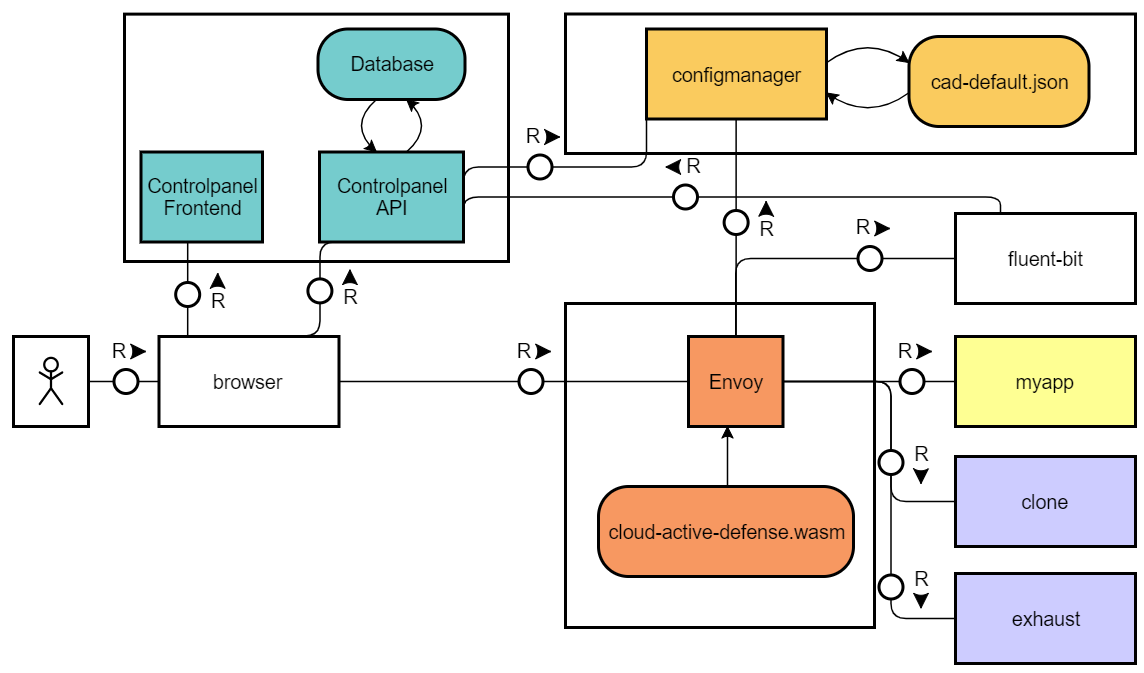 Database
configmanager
cad-default.json
R
R
Controlpanel
Frontend
Controlpanel
API
R
R
fluent-bit
R
R
R
R
R
browser
Envoy
R
myapp
R
clone
cloud-active-defense.wasm
R
exhaust